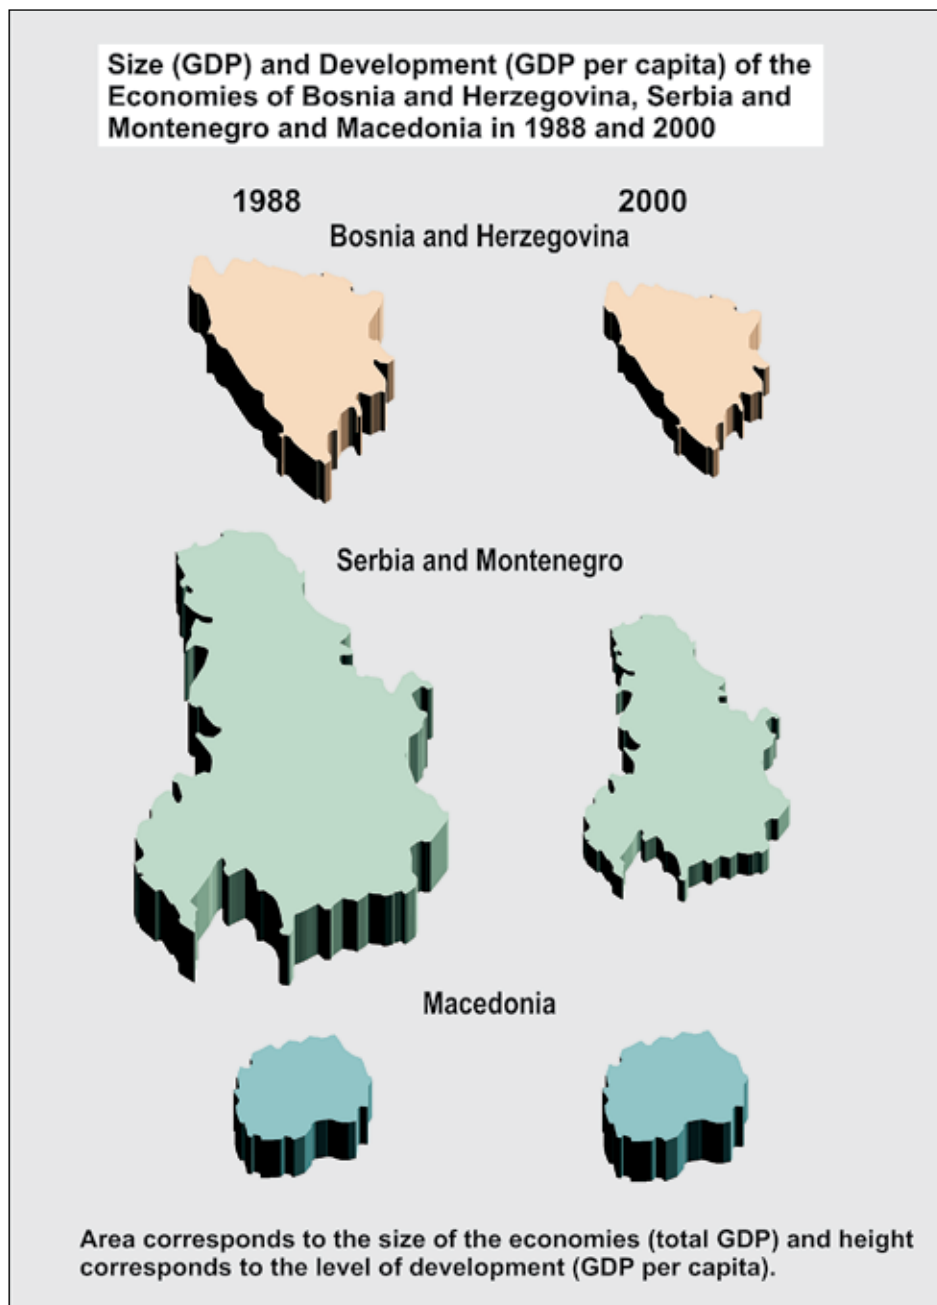 Size (GDP) and Development (GDP per capita) of the
Economies of Bosnia and Herzegovina, Serbia and
Montenegro and Macedonia in 1988 and 2000
1988 2000
Bosnia and Herzegovina
Serbia and Montenegro
Macedonia
Area corresponds to the size of the economies (total GDP) and height
corresponds to the level of development (GDP per capita).